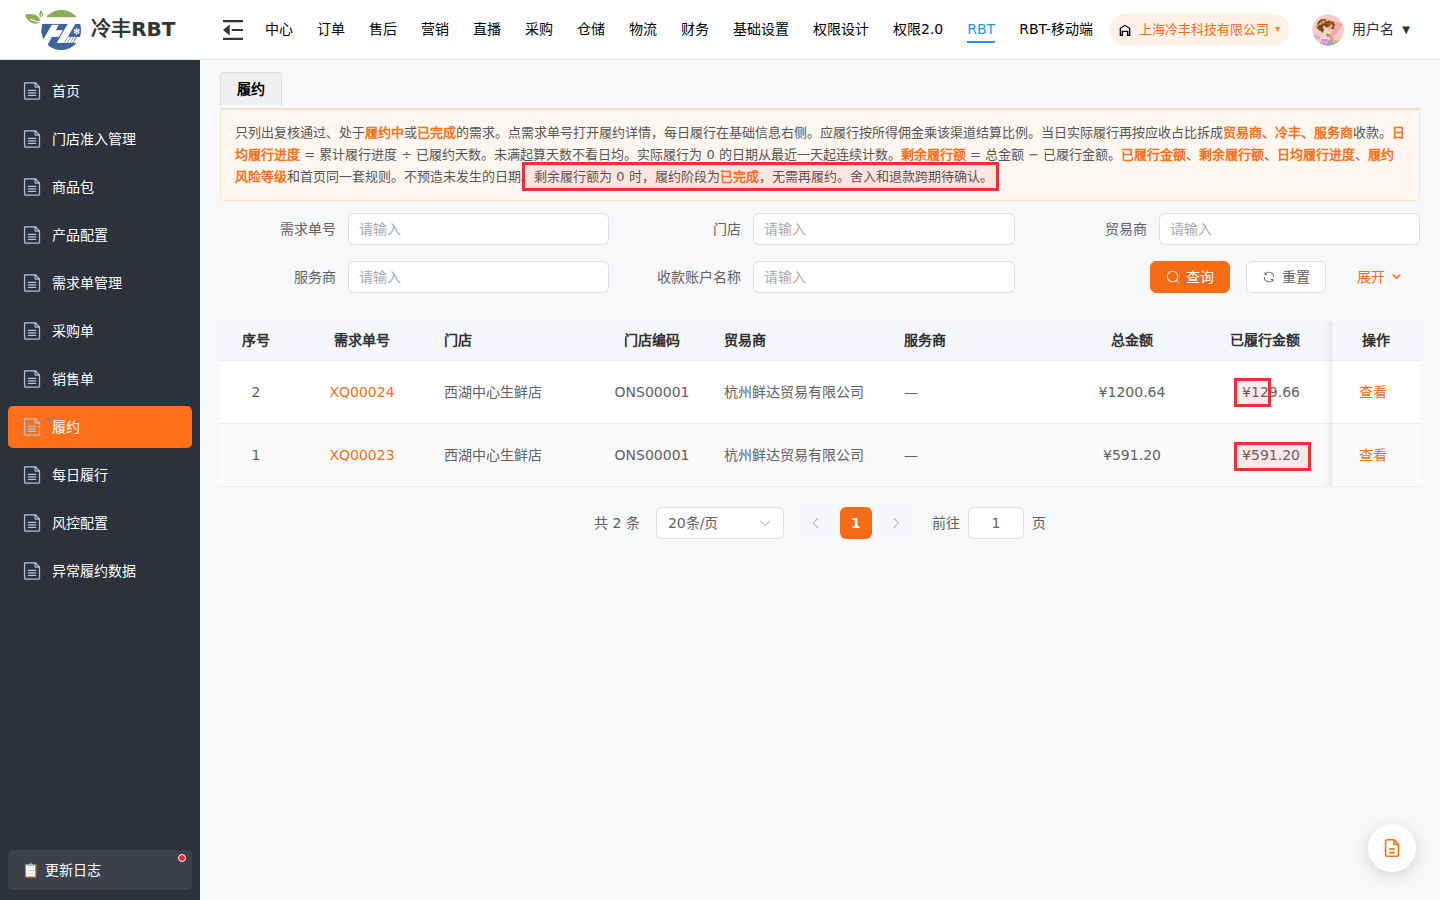 冷丰RBT
中心 订单 售后 营销 直播 采购 仓储 物流 财务 基础设置 权限设计 权限2.0 RBT RBT-移动端 上海冷丰科技有限公司 ▾ 用户名 ▼
首页
门店准入管理
商品包
产品配置
需求单管理
采购单
销售单
履约
每日履行
风控配置
异常履约数据
更新日志
履约
只列出复核通过、处于履约中或已完成的需求。点需求单号打开履约详情，每日履行在基础信息右侧。应履行按所得佣金乘该渠道结算比例。当日实际履行再按应收占比拆成贸易商、冷丰、服务商收款。日
均履行进度 = 累计履行进度 ÷ 已履约天数。未满起算天数不看日均。实际履行为 0 的日期从最近一天起连续计数。剩余履行额 = 总金额 − 已履行金额。已履行金额、剩余履行额、日均履行进度、履约
风险等级和首页同一套规则。不预造未发生的日期。剩余履行额为 0 时，履约阶段为已完成，无需再履约。舍入和退款跨期待确认。
需求单号 请输入 门店 请输入 贸易商 请输入
服务商 请输入 收款账户名称 请输入 查询 重置 展开
序号 需求单号 门店 门店编码 贸易商 服务商 总金额 已履行金额 操作
2 XQ00024 西湖中心生鲜店 ONS00001 杭州鲜达贸易有限公司 — ¥1200.64 ¥129.66 查看
1 XQ00023 西湖中心生鲜店 ONS00001 杭州鲜达贸易有限公司 — ¥591.20 ¥591.20 查看
共 2 条 20条/页 1 前往 1 页